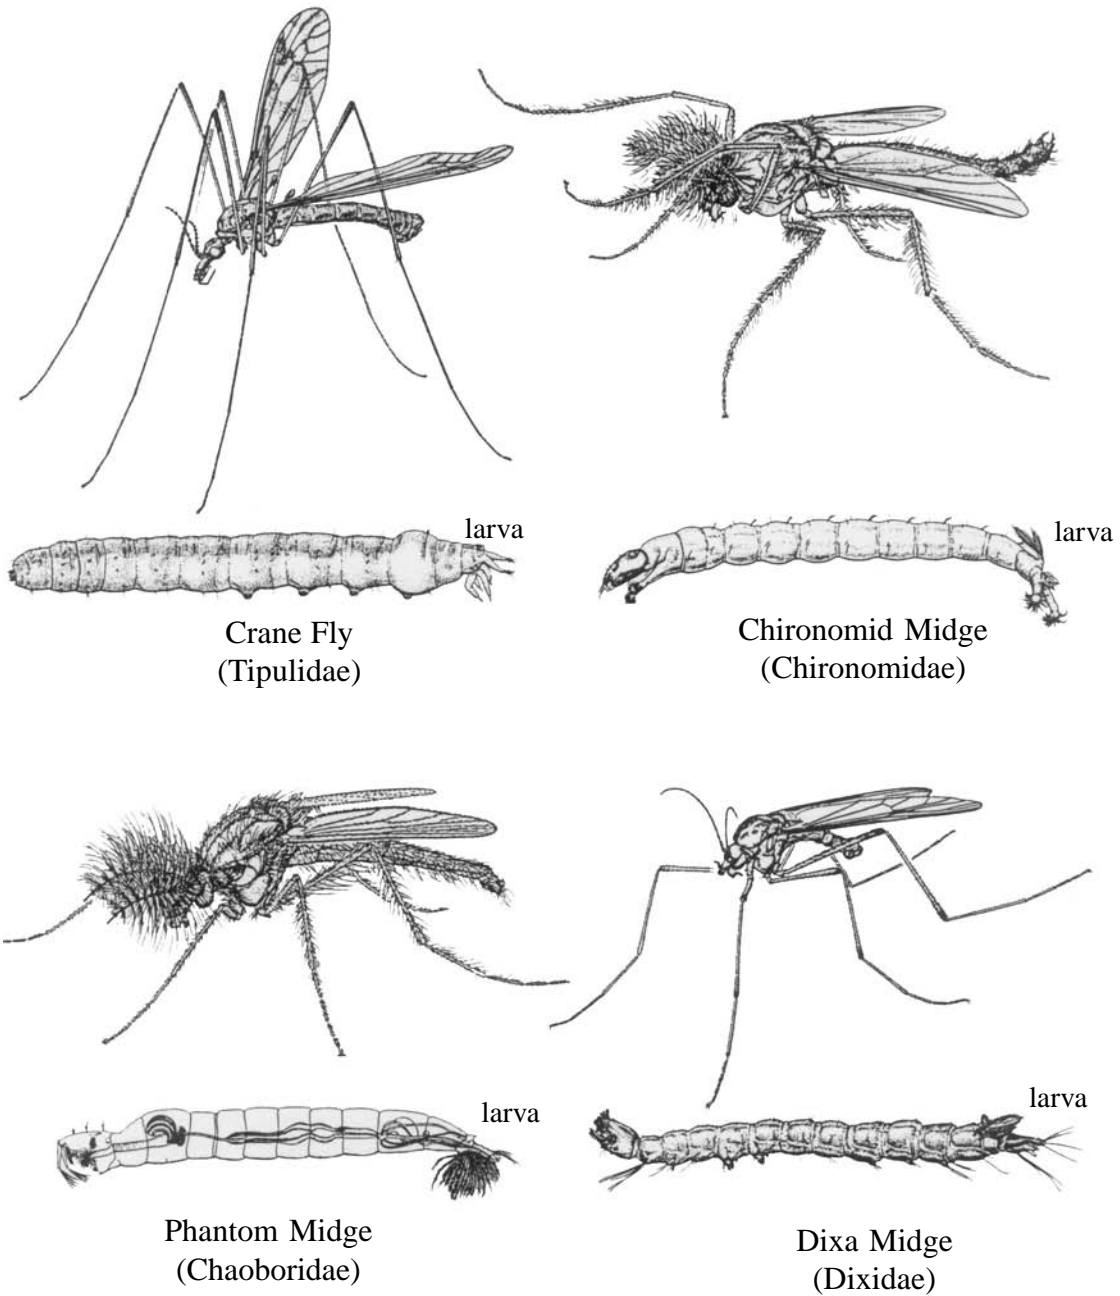 larva
Crane Fly
(Tipulidae)
larva
Chironomid Midge
(Chironomidae)
larva
Phantom Midge
(Chaoboridae)
larva
Dixa Midge
(Dixidae)